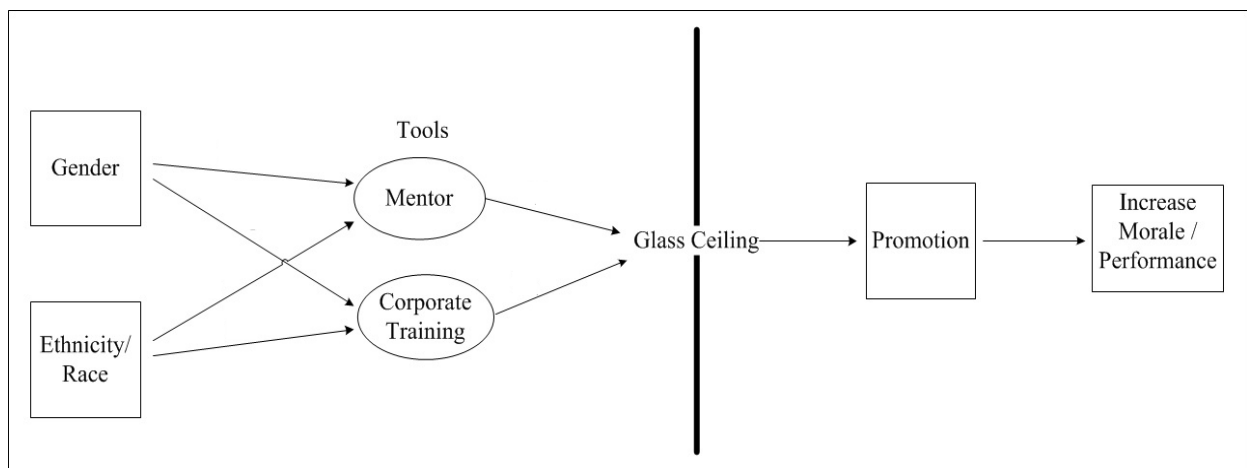 Gender
Ethnicity/
Race
Tools
Mentor
Corporate
Training
Glass Ceiling
Promotion
Increase
Morale /
Performance